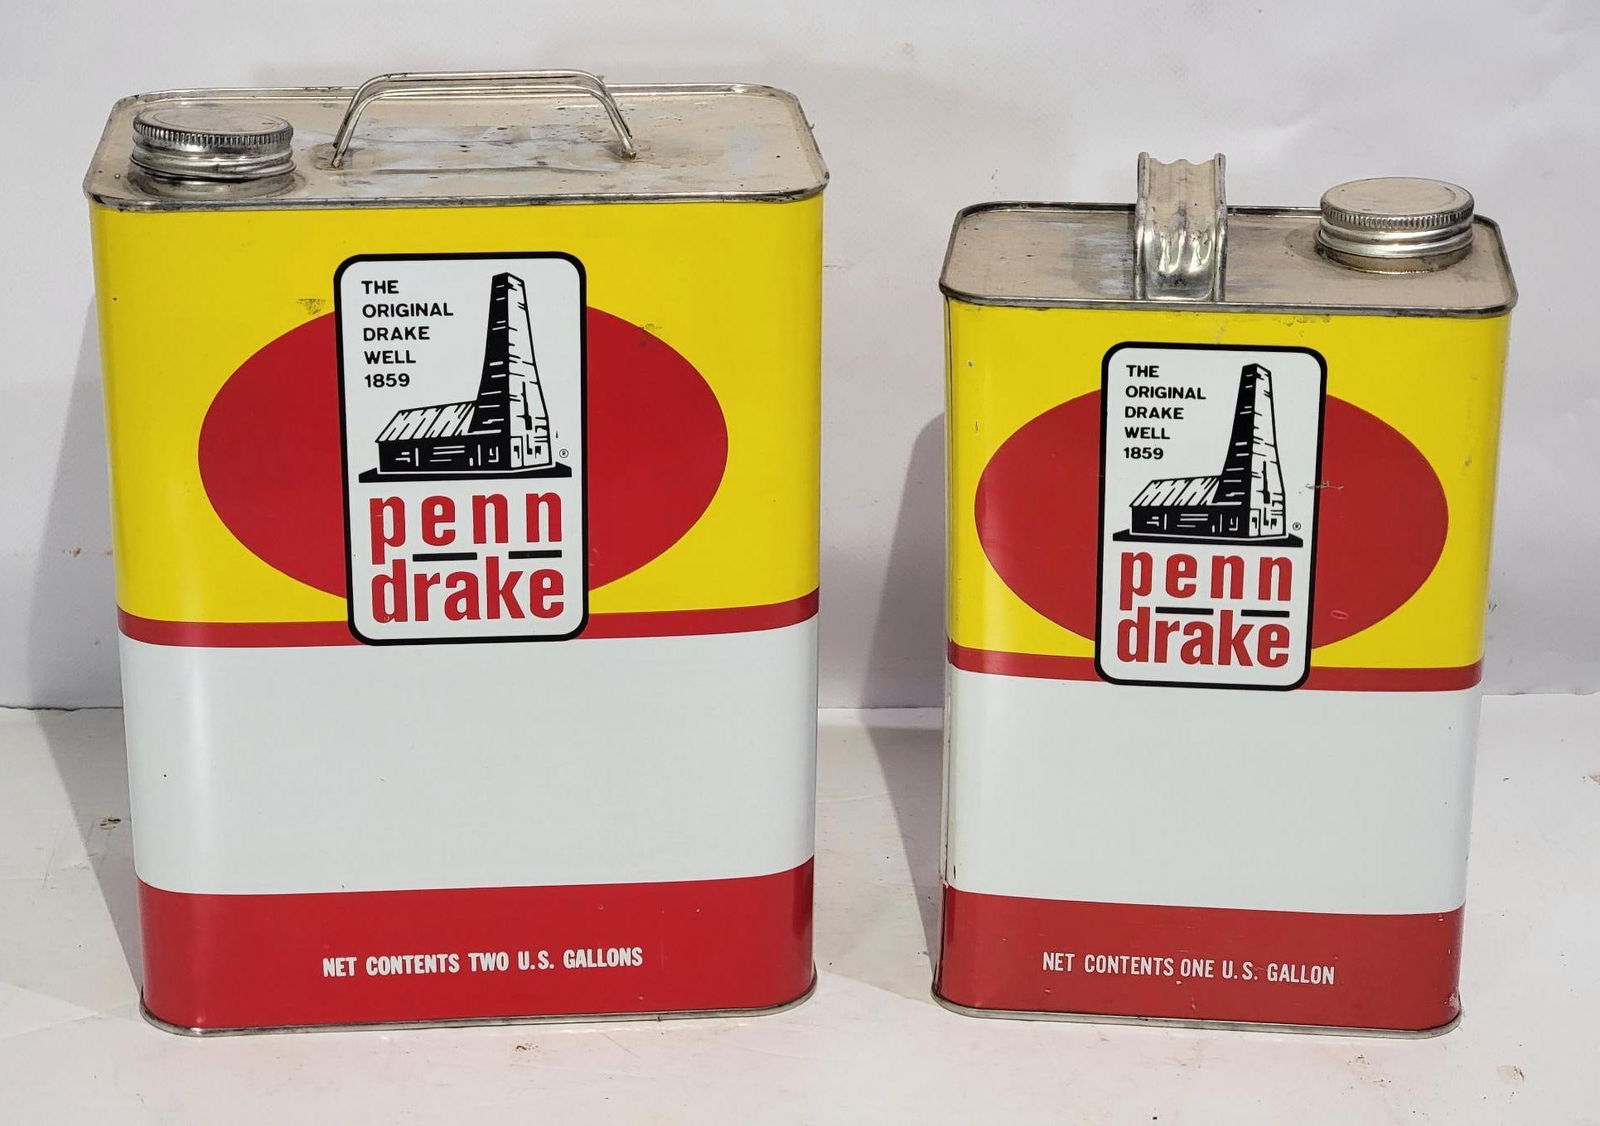 THE
ORIGINAL
DRAKE
WELL
1859
®
penn
drake
NET CONTENTS TWO U.S. GALLONS
THE
ORIGINAL
DRAKE
WELL
1859
®
penn
drake
NET CONTENTS ONE U.S. GALLON